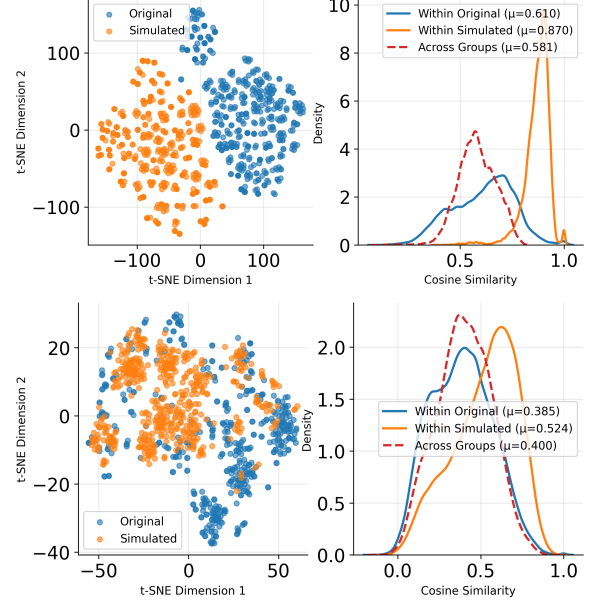 Original
Simulated
100
0
−100
t-SNE Dimension 2
−100
0
100
t-SNE Dimension 1
Within Original (μ=0.610)
Within Simulated (μ=0.870)
Across Groups (μ=0.581)
10
8
6
4
2
0
Density
0.5
1.0
Cosine Similarity
20
0
−20
−40
t-SNE Dimension 2
Original
Simulated
−50
0
50
t-SNE Dimension 1
2.0
1.5
1.0
0.5
0.0
Density
Within Original (μ=0.385)
Within Simulated (μ=0.524)
Across Groups (μ=0.400)
0.0
0.5
1.0
Cosine Similarity